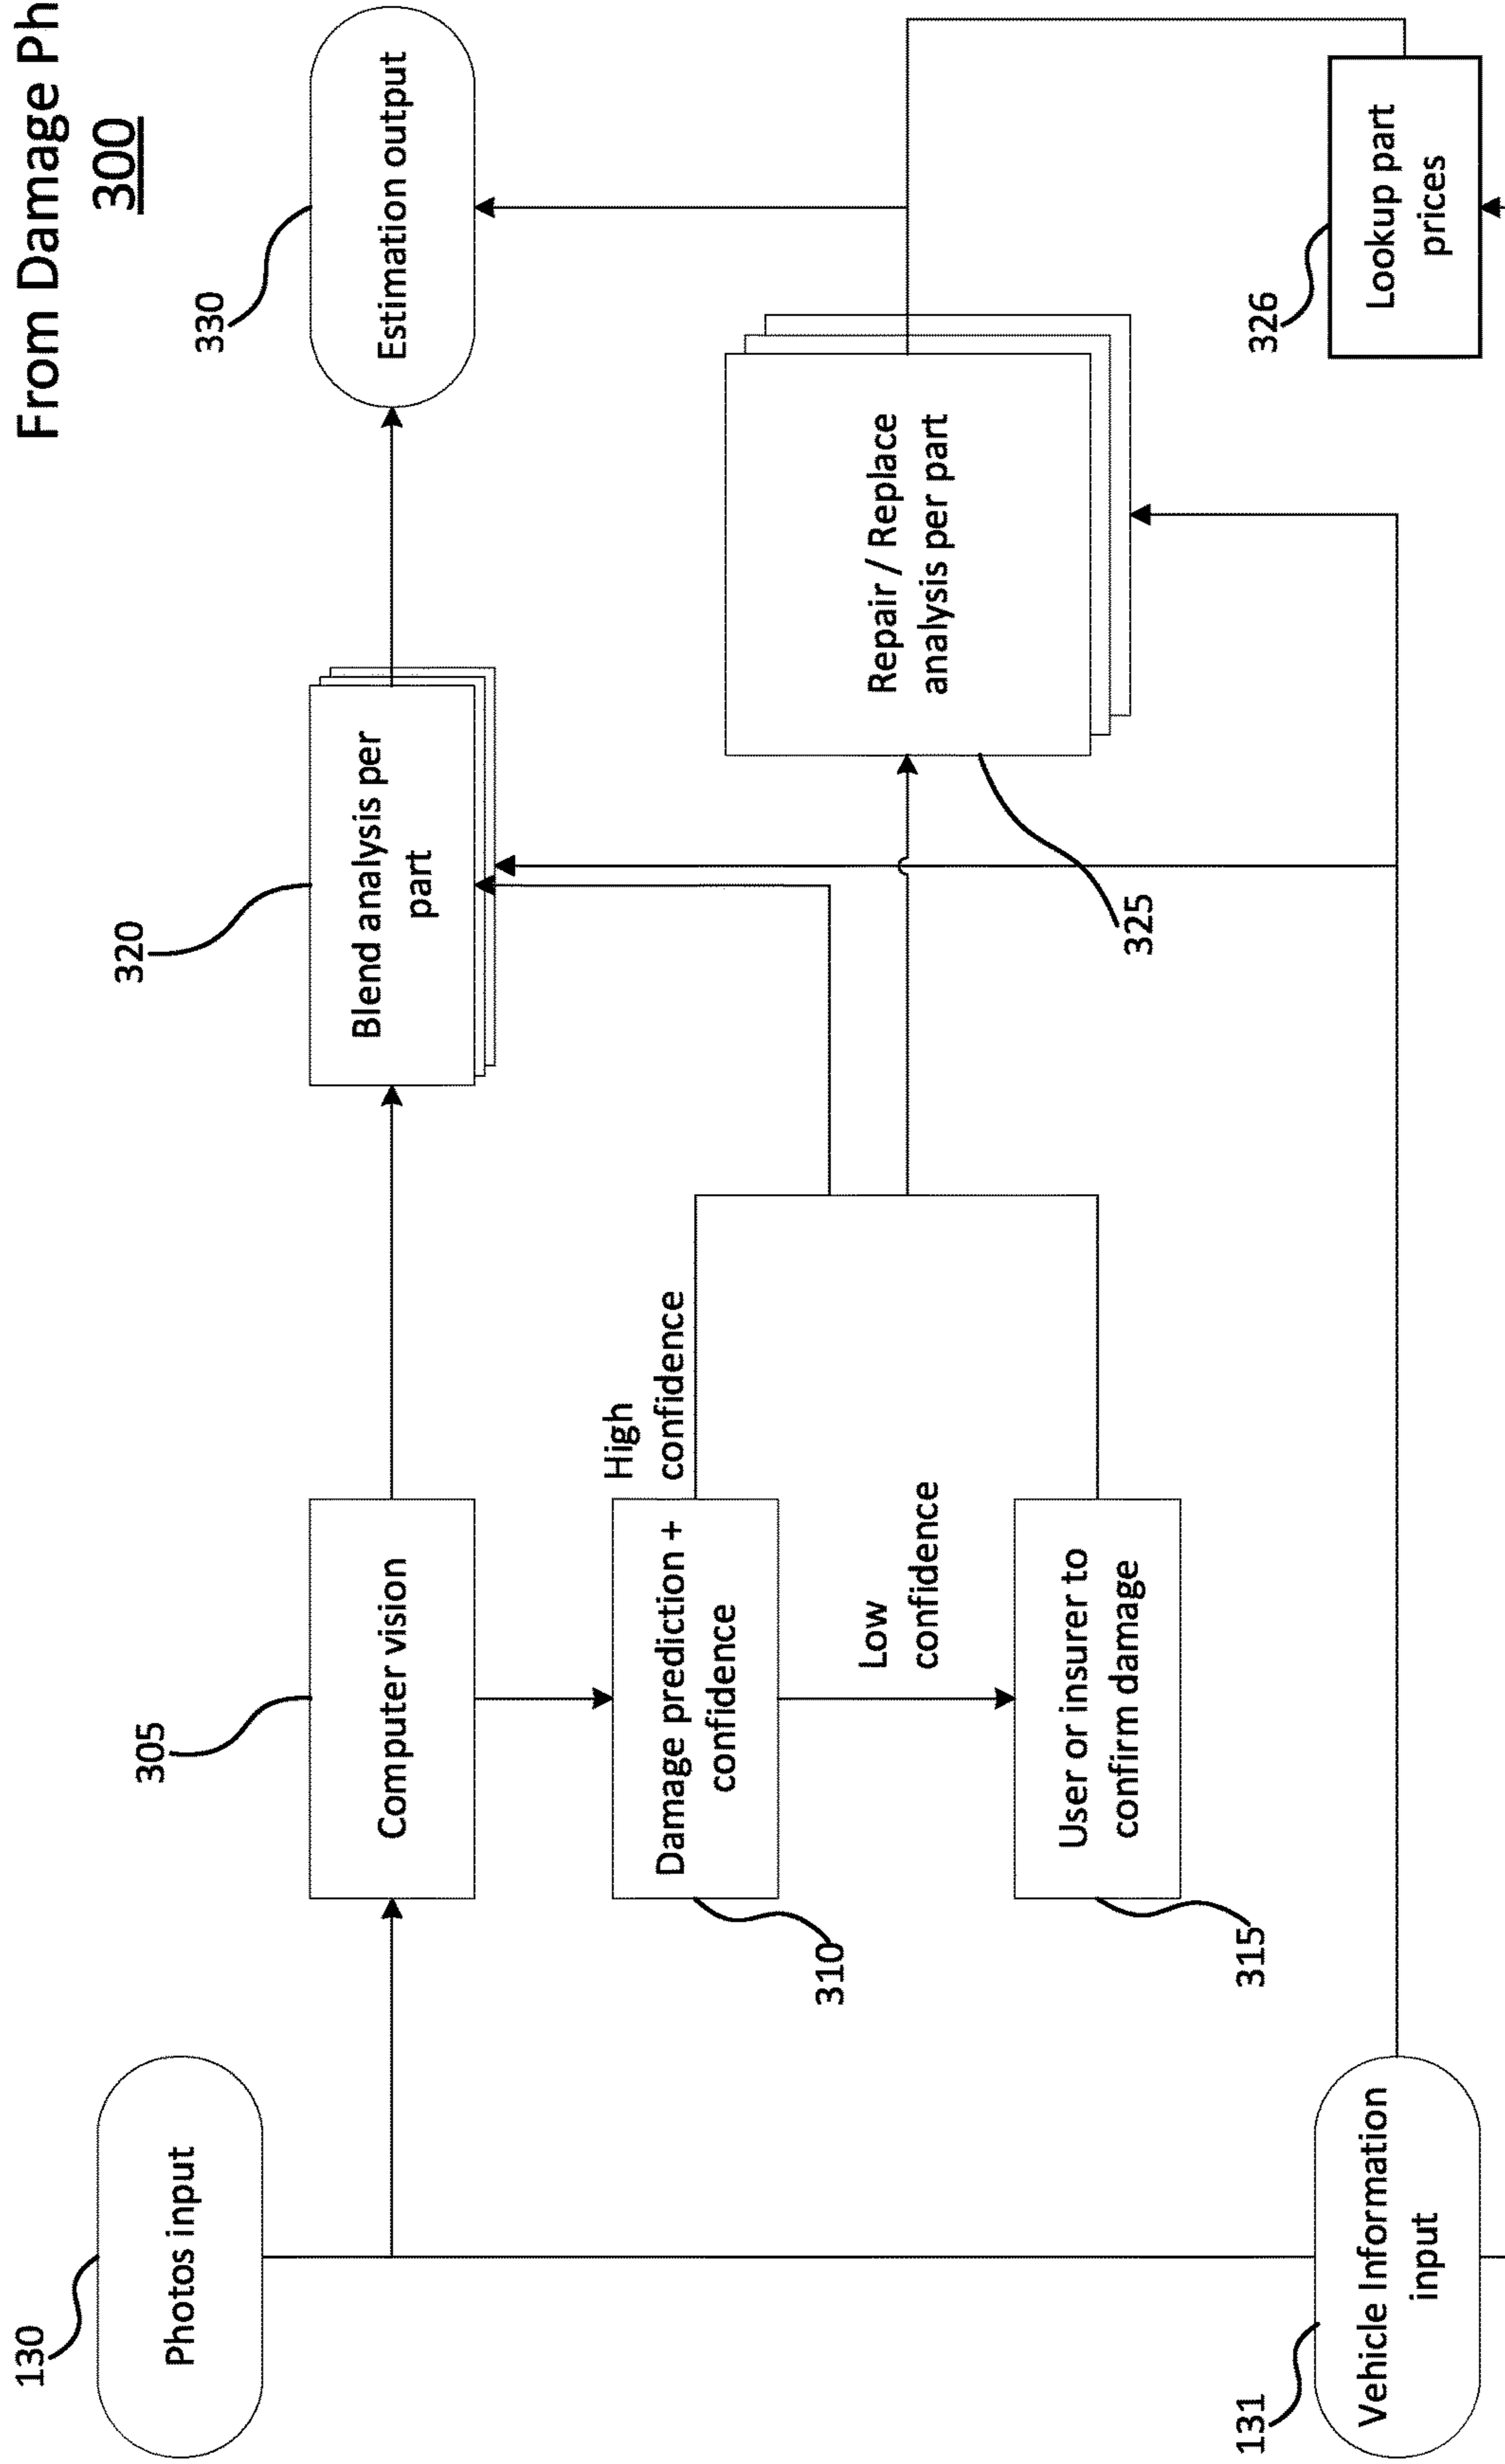 From Damage Ph
300
130
Photos input
305
Computer vision
320
Blend analysis per
part
330
Estimation output
High
confidence
Damage prediction +
confidence
310
Low
confidence
Repair / Replace
analysis per part
325
User or insurer to
confirm damage
315
131
Vehicle Information
input
326
Lookup part
prices